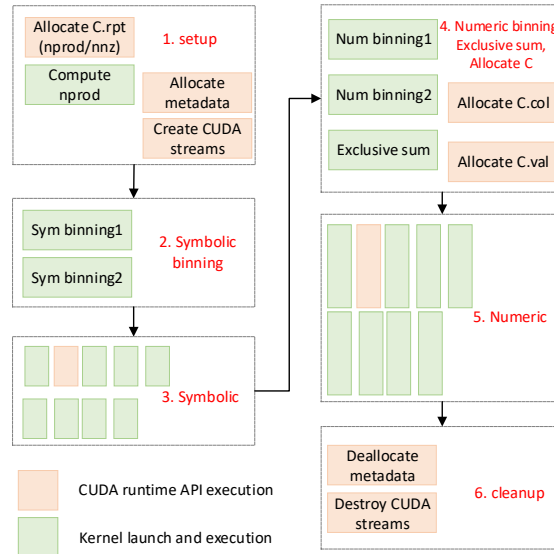 Allocate C.rpt
(nprod/nnz)
1. setup
Compute
nprod
Allocate
metadata
Create CUDA
streams
Sym binning1
2. Symbolic
binning
Sym binning2
3. Symbolic
Num binning1
4. Numeric binning
Exclusive sum,
Allocate C
Num binning2
Allocate C.col
Exclusive sum
Allocate C.val
5. Numeric
Deallocate
metadata
6. cleanup
Destroy CUDA
streams
CUDA runtime API execution
Kernel launch and execution